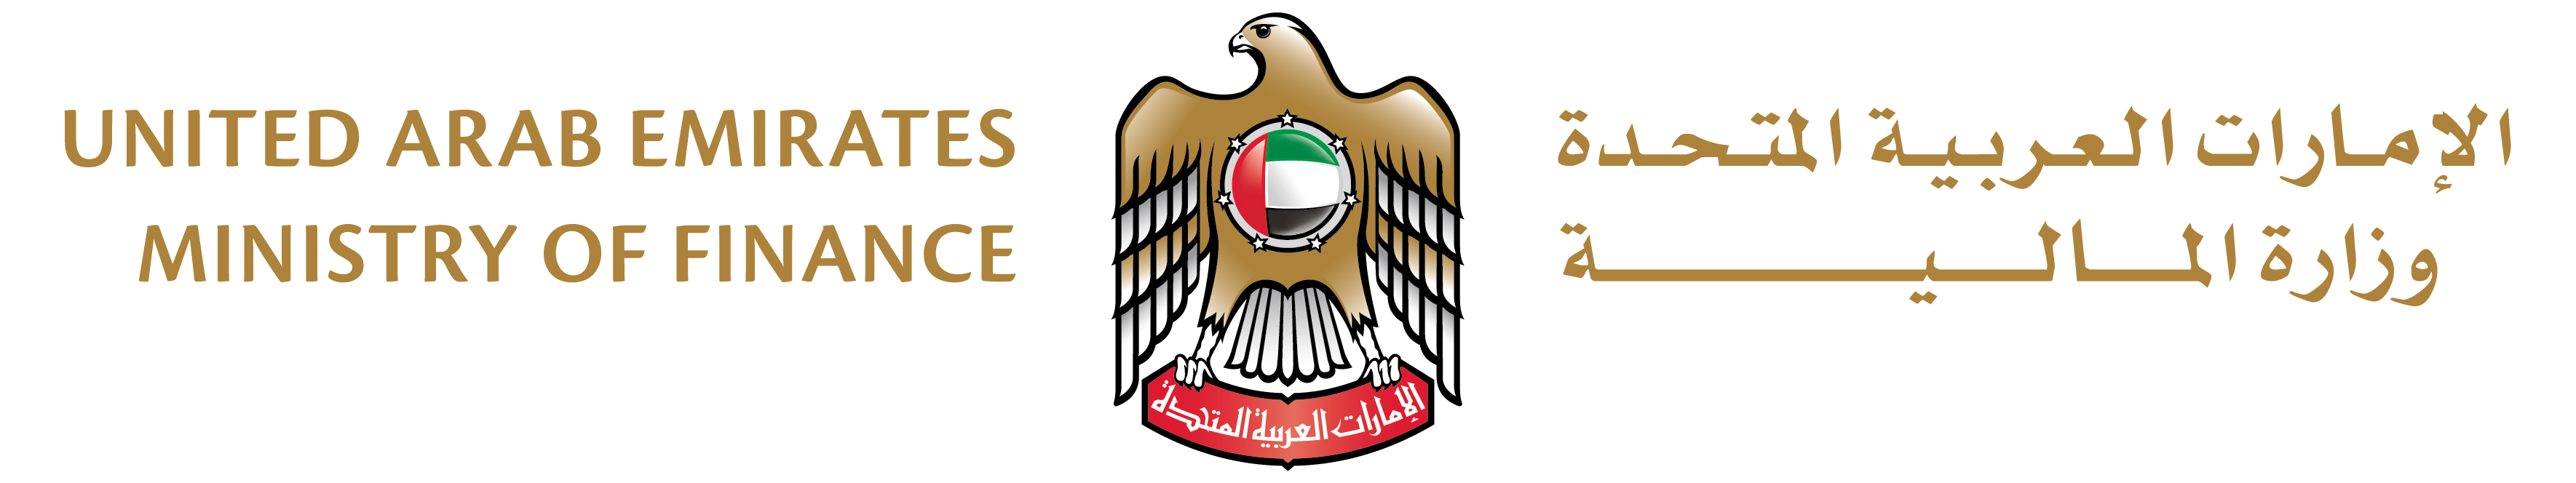 UNITED ARAB EMIRATES
MINISTRY OF FINANCE
الإمارات العربية المتحدة
وزارة المالية
الإمارات العربية المتحدة